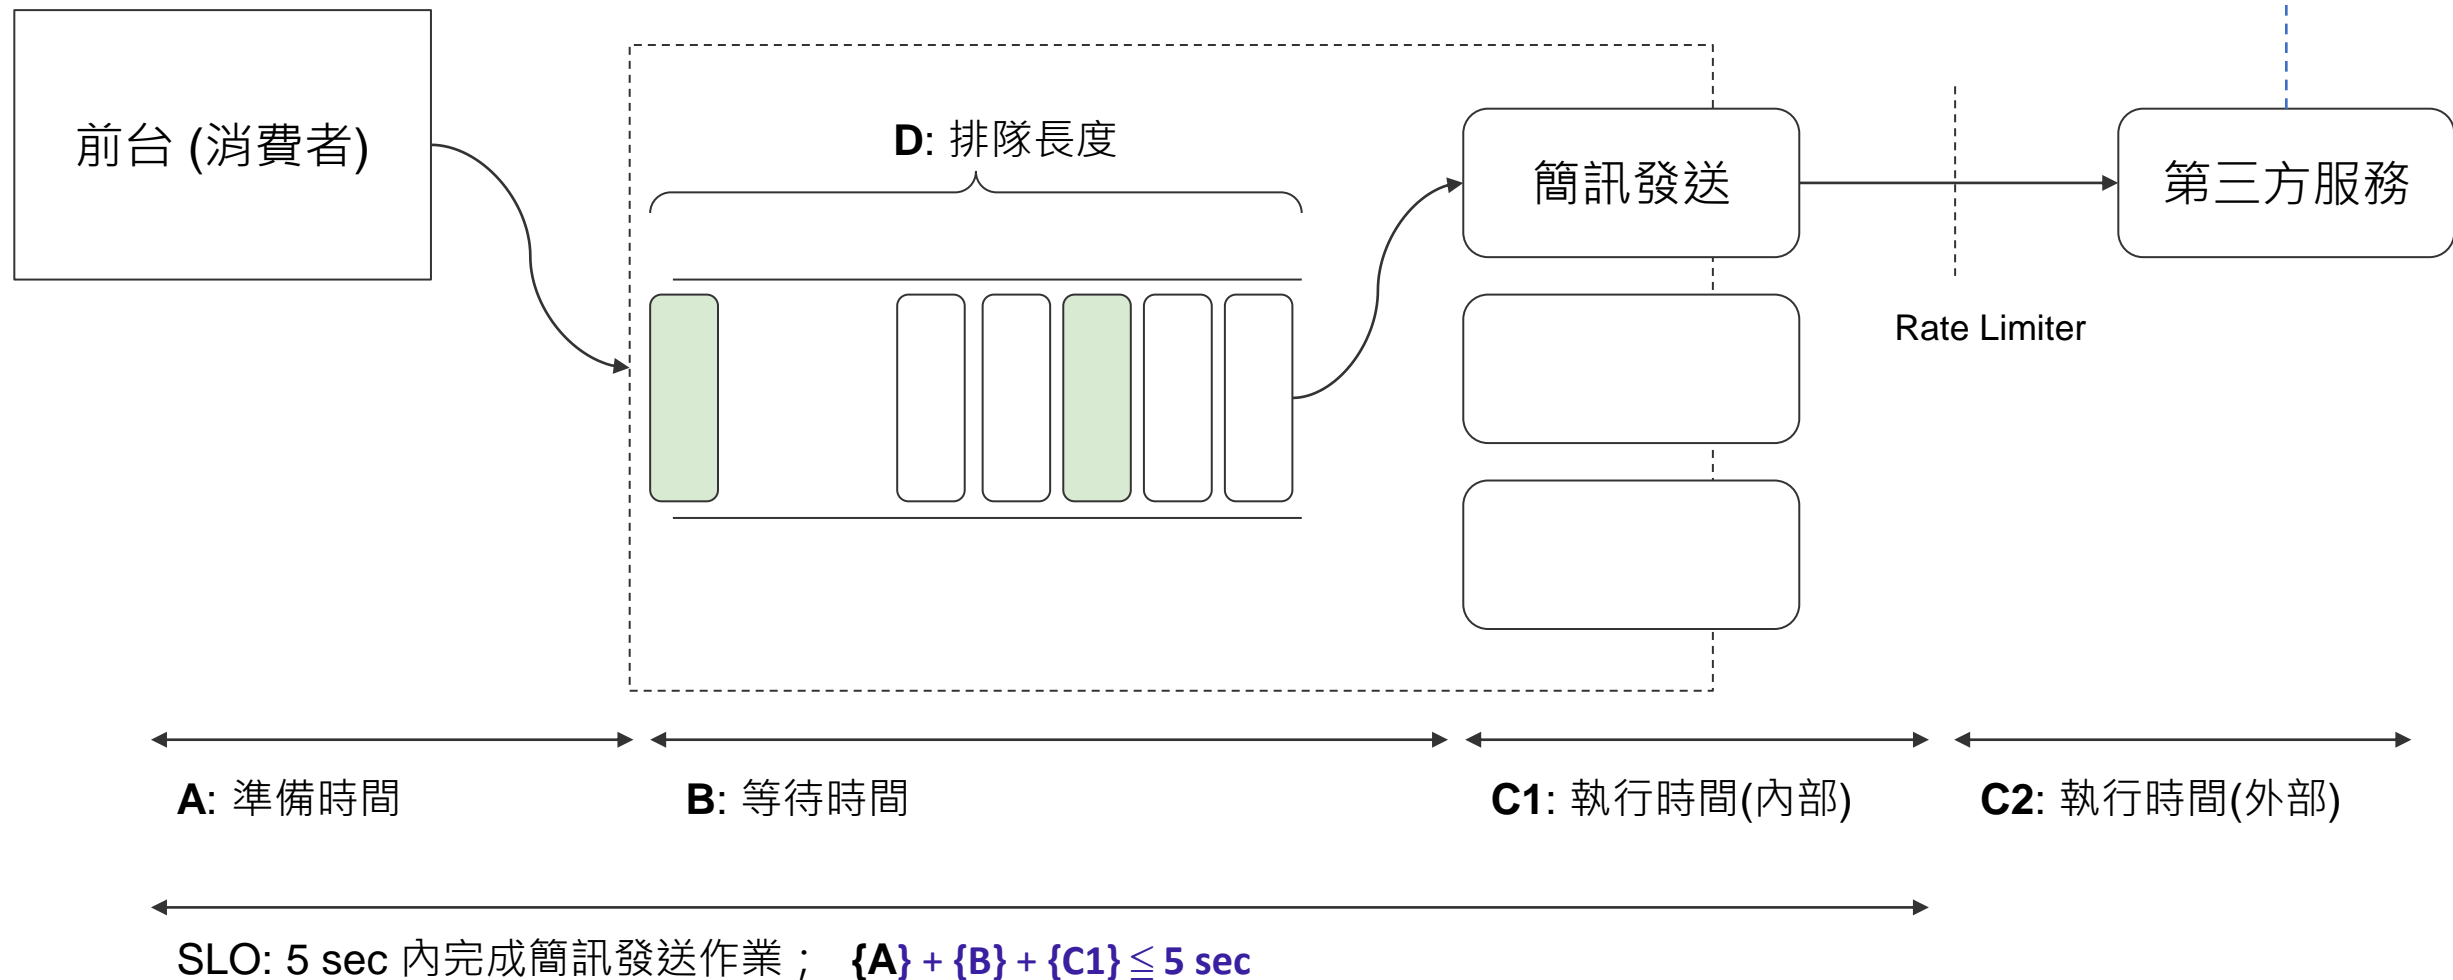 前台 (消費者)
D: 排隊長度
簡訊發送
第三方服務
Rate Limiter
A: 準備時間
B: 等待時間
C1: 執行時間(內部)
C2: 執行時間(外部)
SLO: 5 sec 內完成簡訊發送作業； {A} + {B} + {C1} ≦ 5 sec